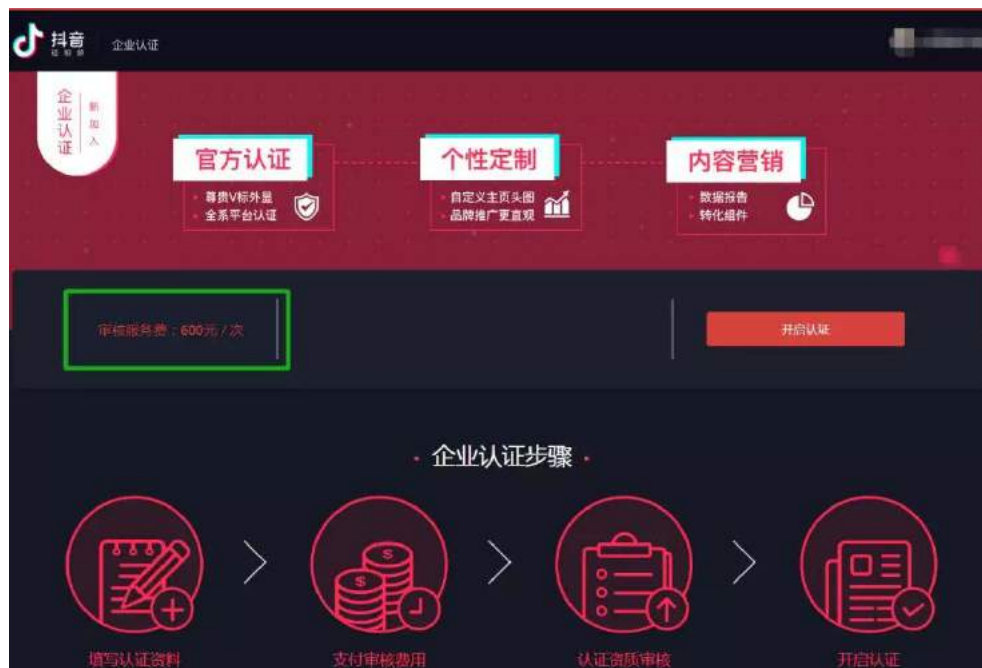 抖音
短视频
企业认证
企业认证
新加入
官方认证
尊贵V标外显
全系平台认证
个性定制
自定义主页头图
品牌推广更直观
内容营销
数据报告
转化组件
审核服务费：600元 / 次
开启认证
· 企业认证步骤 ·
填写认证资料
支付审核费用
认证资质审核
开启认证